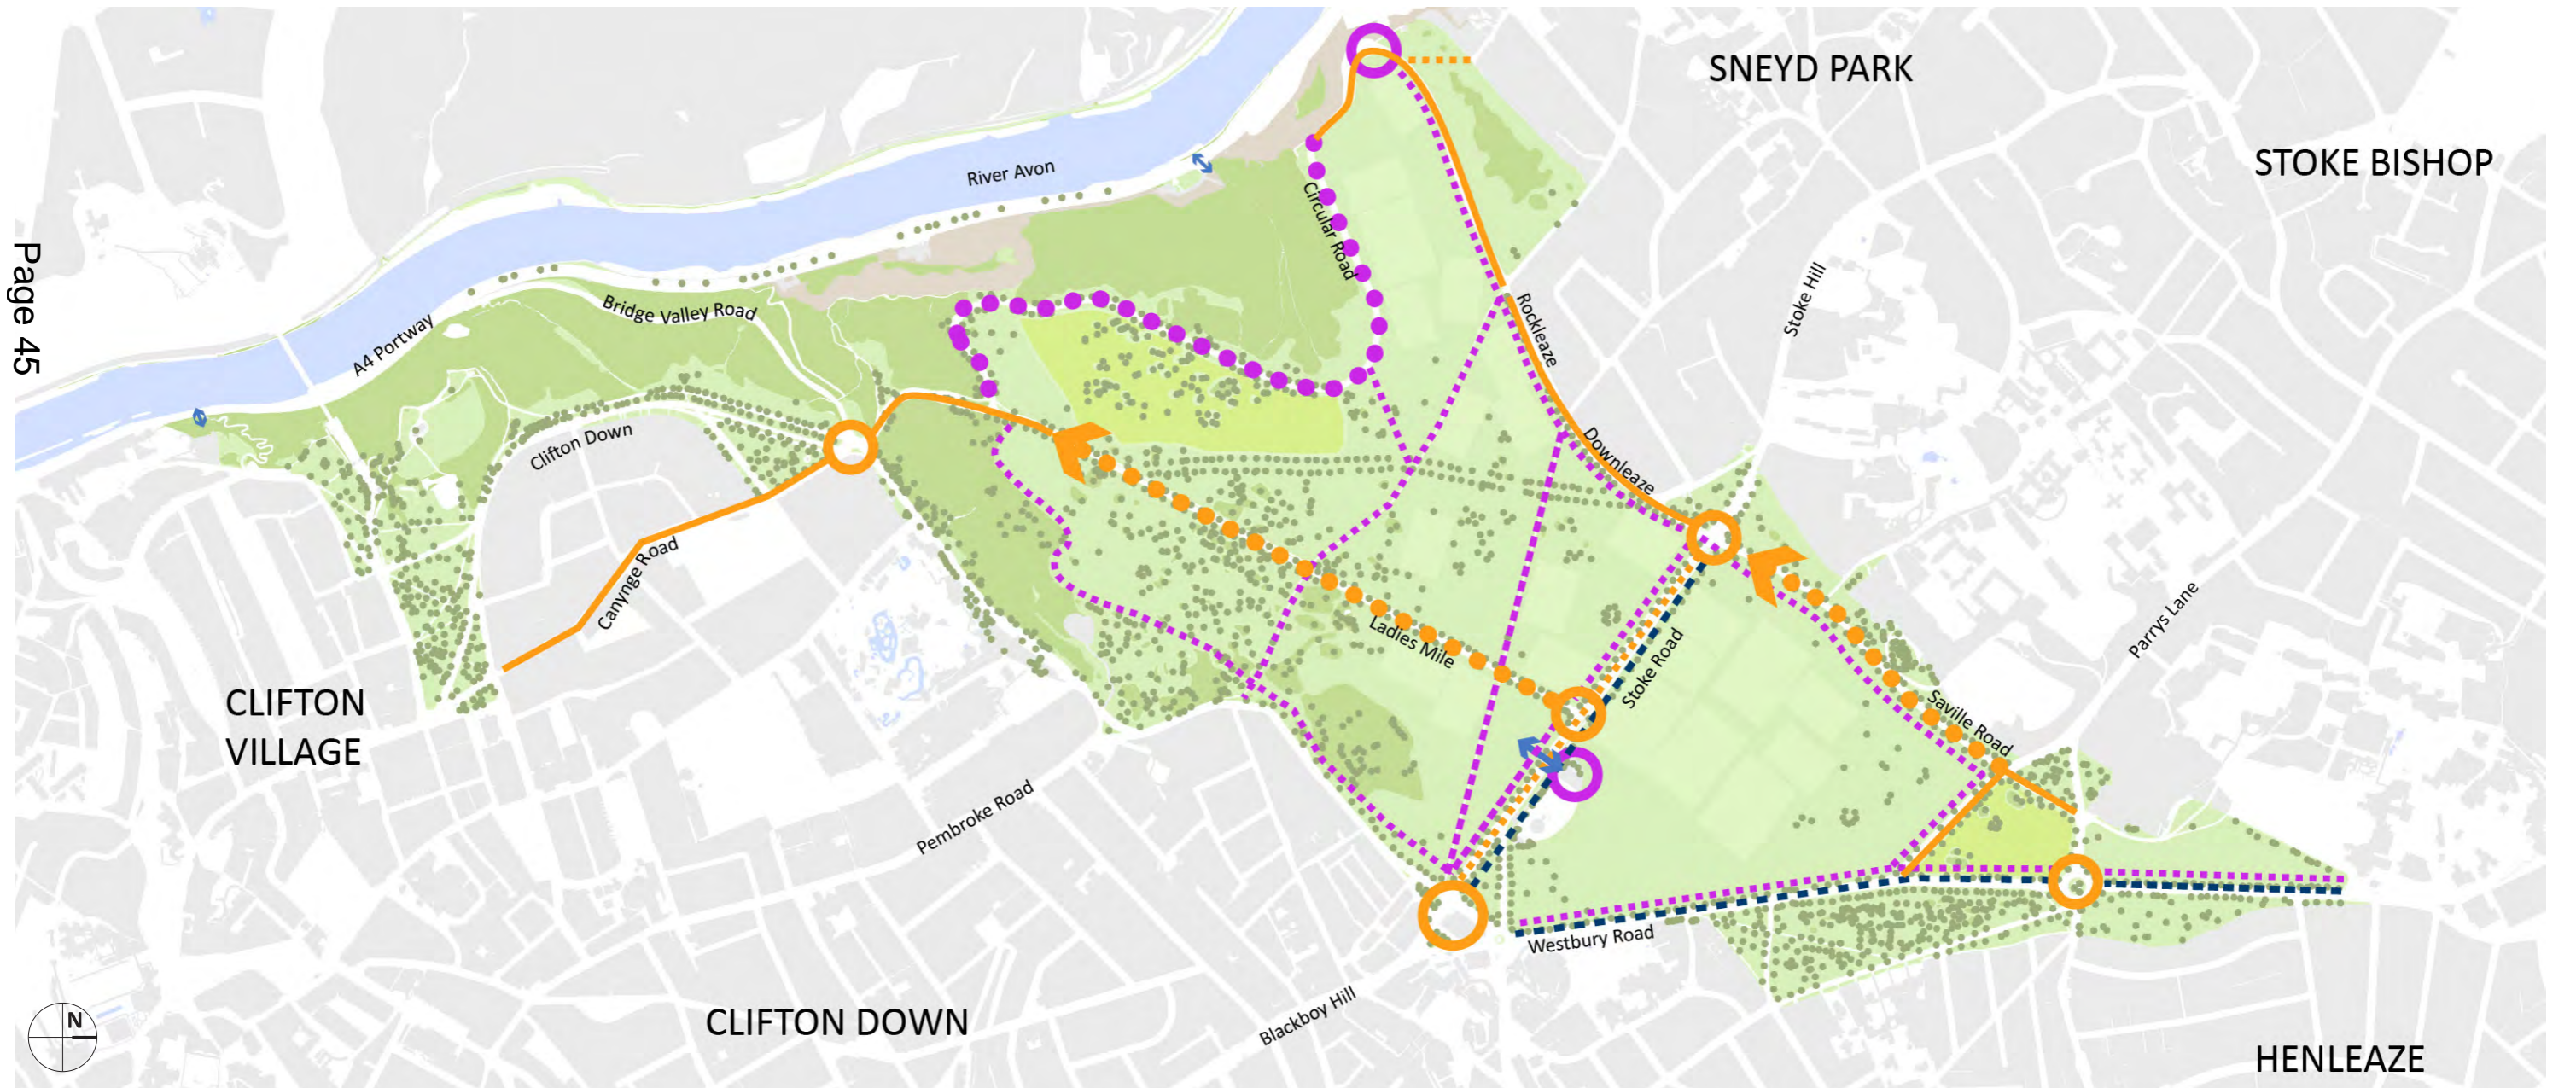 SNEYD PARK
STOKE BISHOP
River Avon
Circular Road
Page 45
A4 Portway
Bridge Valley Road
Rockleaze
Stoke Hill
Clifton Down
Downleaze
Canynge Road
Ladies Mile
Stoke Road
Parrys Lane
Saville Road
CLIFTON
VILLAGE
Pembroke Road
Westbury Road
Blackboy Hill
CLIFTON DOWN
N
HENLEAZE